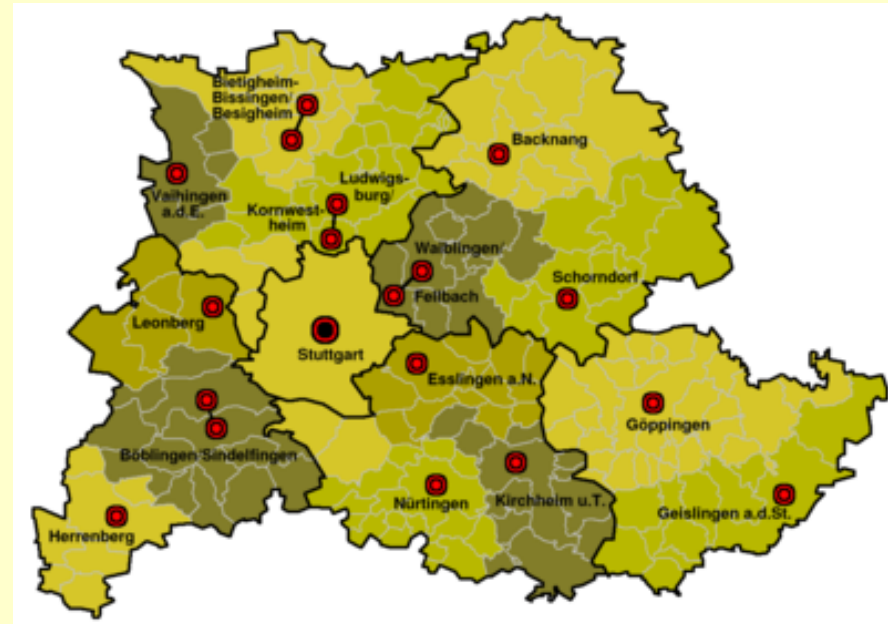 Bietigheim-
Bissingen/
Besigheim
Backnang
Vaihingen
a.d.E.
Ludwigs-
burg/
Kornwest-
heim
Waiblingen/
Fellbach
Schorndorf
Leonberg
Stuttgart
Esslingen a.N.
Göppingen
Böblingen/Sindelfingen
Nürtingen
Kirchheim u.T.
Geislingen a.d.St.
Herrenberg